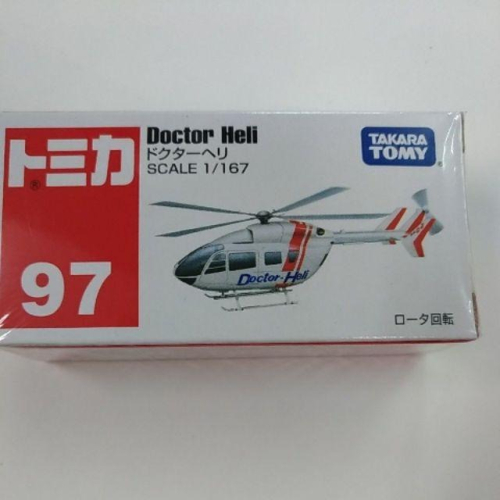 トミカ
®
97
Doctor Heli
ドクターヘリ
SCALE 1/167
TAKARA
TOMY
Doctor-Heli
ロータ回転